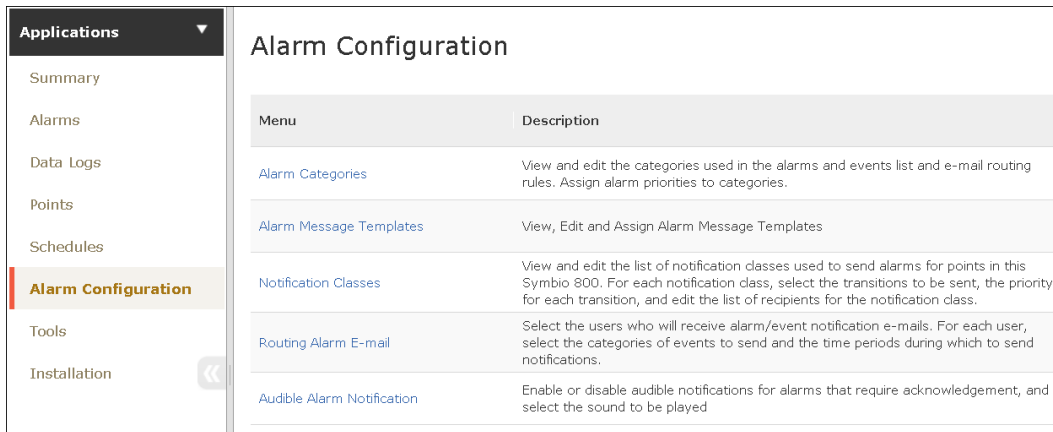 Applications
Summary
Alarms
Data Logs
Points
Schedules
Alarm Configuration
Tools
Installation
Alarm Configuration
Menu Description
Alarm Categories
View and edit the categories used in the alarms and events list and e-mail routing
rules. Assign alarm priorities to categories.
Alarm Message Templates
View, Edit and Assign Alarm Message Templates
Notification Classes
View and edit the list of notification classes used to send alarms for points in this
Symbio 800. For each notification class, select the transitions to be sent, the priority
for each transition, and edit the list of recipients for the notification class.
Routing Alarm E-mail
Select the users who will receive alarm/event notification e-mails. For each user,
select the categories of events to send and the time periods during which to send
notifications.
Audible Alarm Notification
Enable or disable audible notifications for alarms that require acknowledgement, and
select the sound to be played